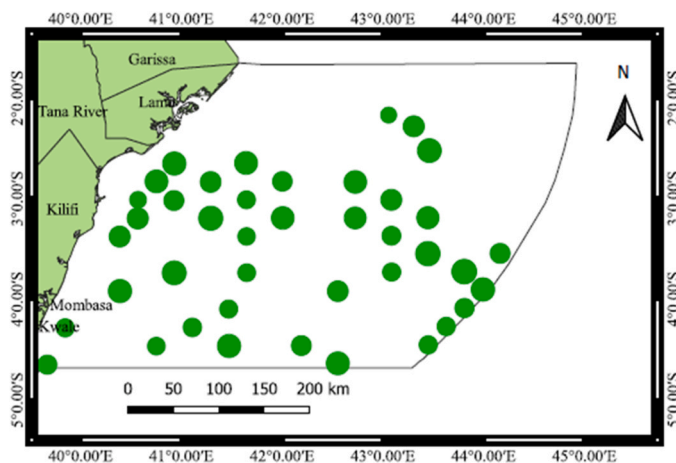 40°0.00'E 41°0.00'E 42°0.00'E 43°0.00'E 44°0.00'E 45°0.00'E
Garissa
N
Lamu
Tana River
2°0.00'S 2°0.00'S
Kilifi
3°0.00'S 3°0.00'S
Mombasa
4°0.00'S 4°0.00'S
Kwale
0 50 100 150 200 km
5°0.00'S 5°0.00'S
40°0.00'E 41°0.00'E 42°0.00'E 43°0.00'E 44°0.00'E 45°0.00'E